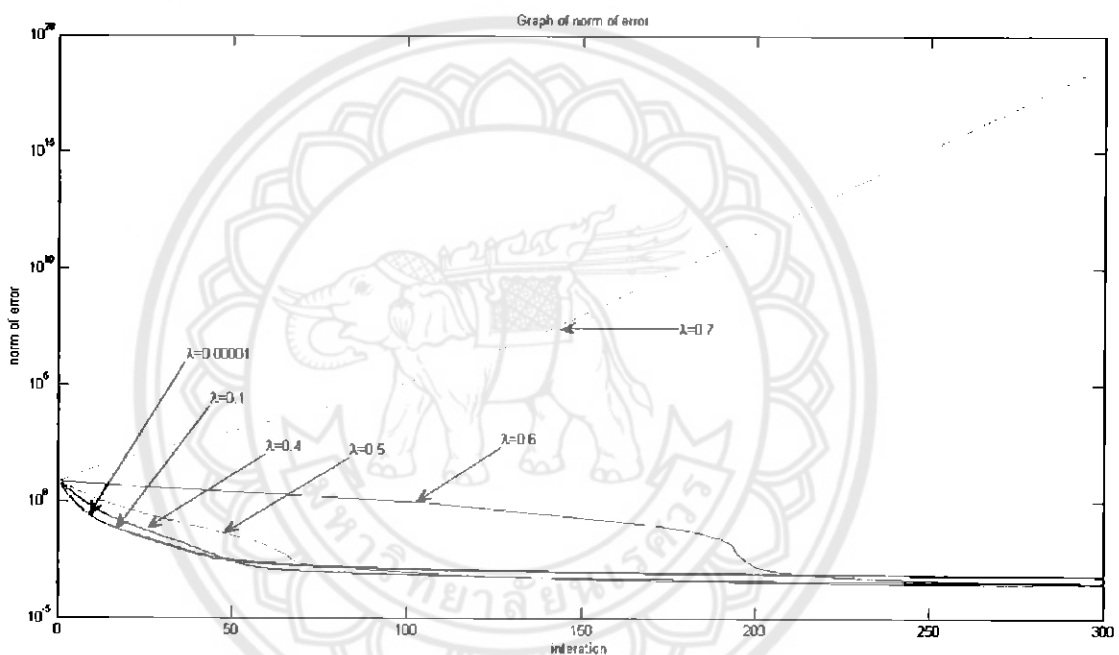 Graph of norm of error
10^20
10^15
10^10
10^5
10^0
10^-5
norm of error
λ=0.00001
λ=0.1
λ=0.4
λ=0.5
λ=0.6
λ=0.7
0
50
100
150
200
250
300
interation